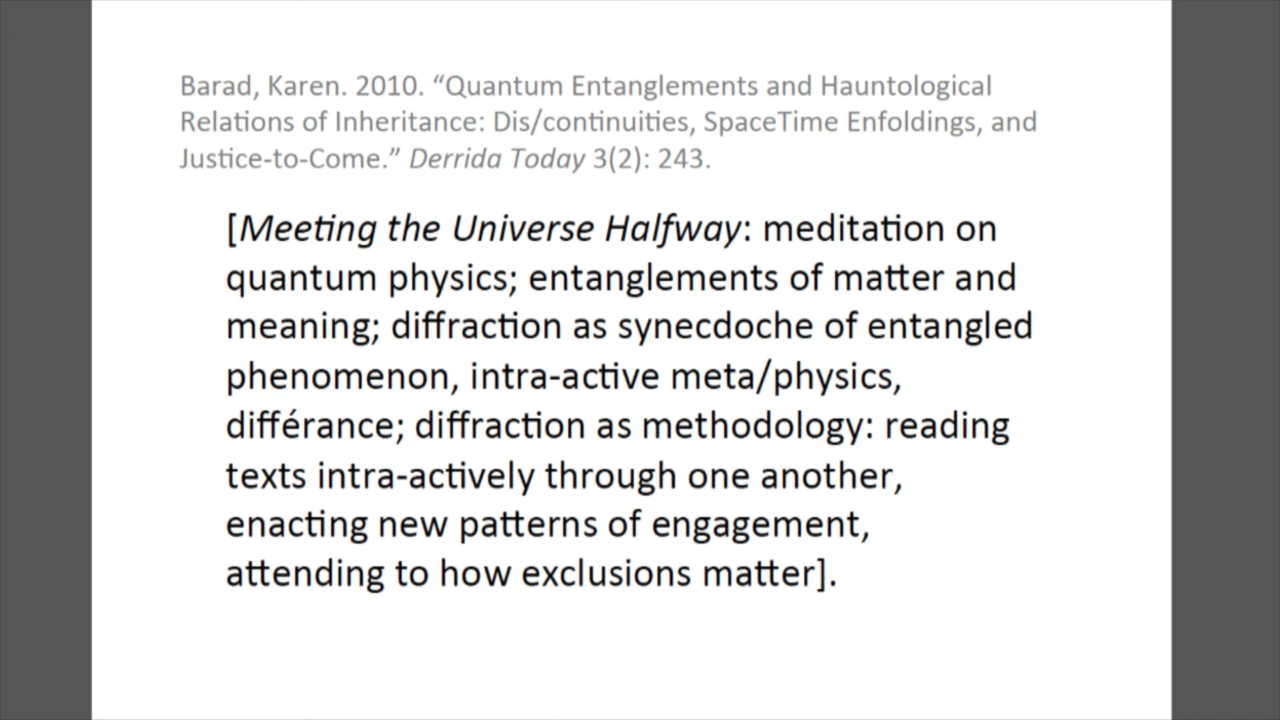 Barad, Karen. 2010. “Quantum Entanglements and Hauntological
Relations of Inheritance: Dis/continuities, SpaceTime Enfoldings, and
Justice-to-Come.” Derrida Today 3(2): 243.
[Meeting the Universe Halfway: meditation on
quantum physics; entanglements of matter and
meaning; diffraction as synecdoche of entangled
phenomenon, intra-active meta/physics,
différance; diffraction as methodology: reading
texts intra-actively through one another,
enacting new patterns of engagement,
attending to how exclusions matter].